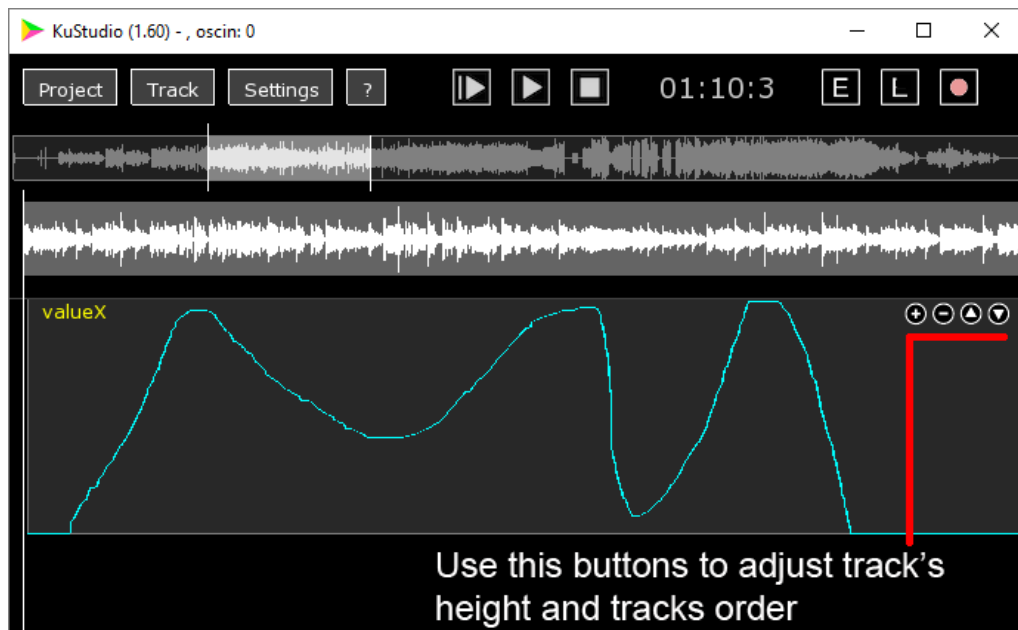 KuStudio (1.60) - , oscin: 0
Project Track Settings ? 01:10:3 E L
valueX
Use this buttons to adjust track's
height and tracks order